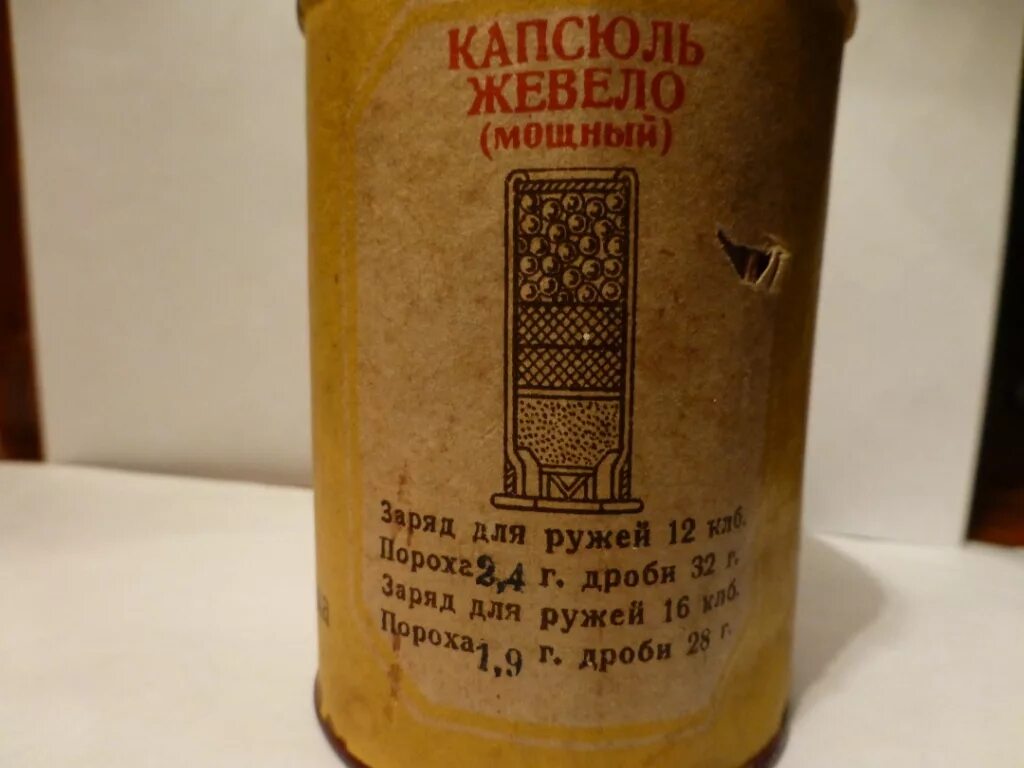 КАПСЮЛЬ
ЖЕВЕЛО
(мощный)
Заряд для ружей 12 клб.
Пороха 2,4 г. дроби 32 г.
Заряд для ружей 16 клб.
Пороха 1,9 г. дроби 28 г.